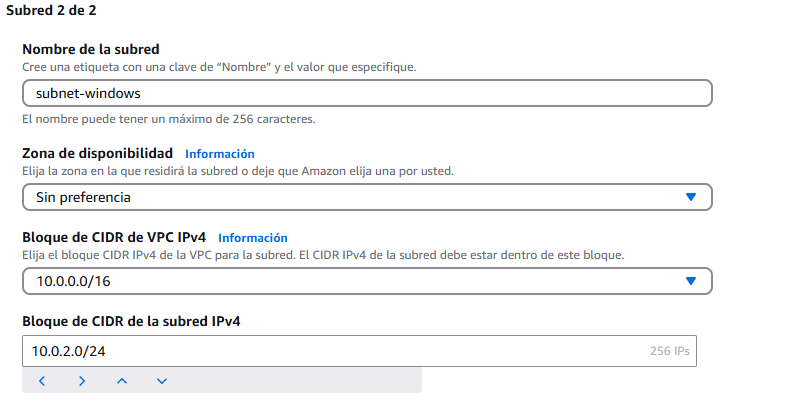 Subred 2 de 2
Nombre de la subred
Cree una etiqueta con una clave de “Nombre” y el valor que especifique.
subnet-windows
El nombre puede tener un máximo de 256 caracteres.
Zona de disponibilidad Información
Elija la zona en la que residirá la subred o deje que Amazon elija una por usted.
Sin preferencia
Bloque de CIDR de VPC IPv4 Información
Elija el bloque CIDR IPv4 de la VPC para la subred. El CIDR IPv4 de la subred debe estar dentro de este bloque.
10.0.0.0/16
Bloque de CIDR de la subred IPv4
10.0.2.0/24 256 IPs